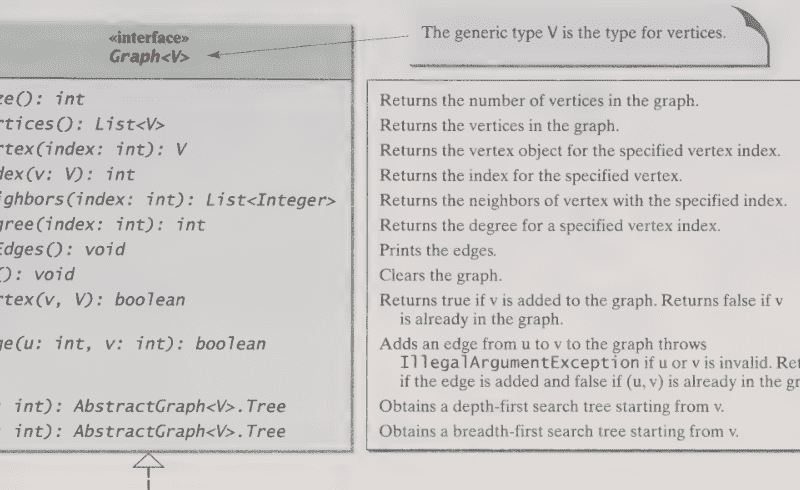 «interface»
Graph<V>
The generic type V is the type for vertices.
ze(): int
rtices(): List<V>
rtex(index: int): V
dex(v: V): int
ighbors(index: int): List<Integer>
gree(index: int): int
Edges(): void
(): void
rtex(v, V): boolean
ge(u: int, v: int): boolean
: int): AbstractGraph<V>.Tree
: int): AbstractGraph<V>.Tree
Returns the number of vertices in the graph.
Returns the vertices in the graph.
Returns the vertex object for the specified vertex index.
Returns the index for the specified vertex.
Returns the neighbors of vertex with the specified index.
Returns the degree for a specified vertex index.
Prints the edges.
Clears the graph.
Returns true if v is added to the graph. Returns false if v
is already in the graph.
Adds an edge from u to v to the graph throws
IllegalArgumentException if u or v is invalid. Ret
if the edge is added and false if (u, v) is already in the gr
Obtains a depth-first search tree starting from v.
Obtains a breadth-first search tree starting from v.